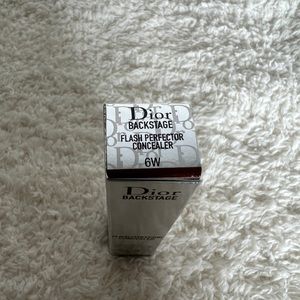 Dior
BACKSTAGE
FLASH PERFECTOR
CONCEALER
6W
Dior
BACKSTAGE